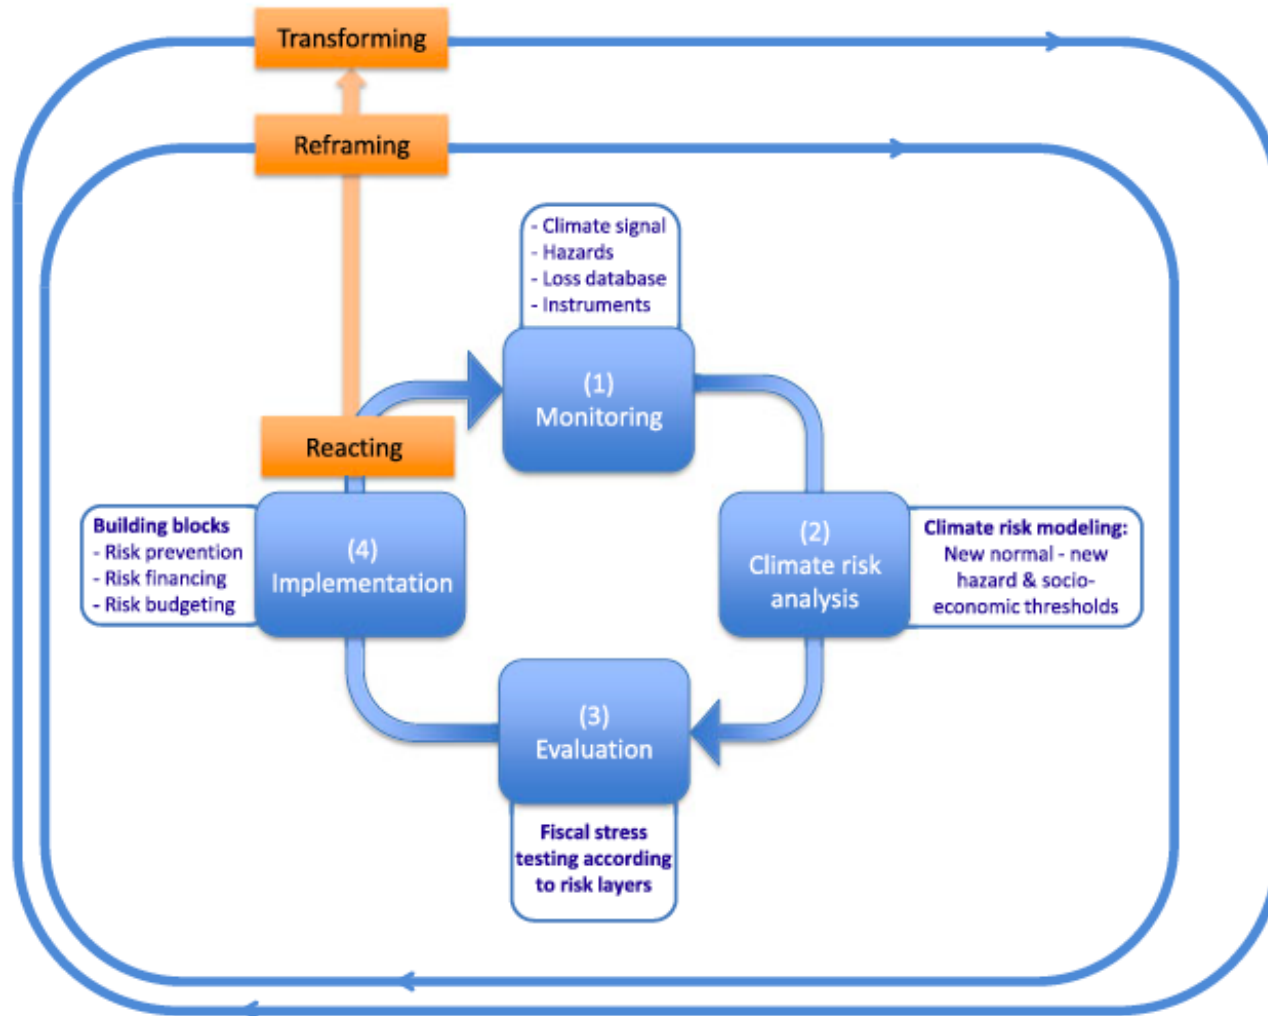 Transforming
Reframing
- Climate signal
- Hazards
- Loss database
- Instruments
(1)
Monitoring
Reacting
Building blocks
- Risk prevention
- Risk financing
- Risk budgeting
(4)
Implementation
(2)
Climate risk
analysis
Climate risk modeling:
New normal - new
hazard & socio-
economic thresholds
(3)
Evaluation
Fiscal stress
testing according
to risk layers